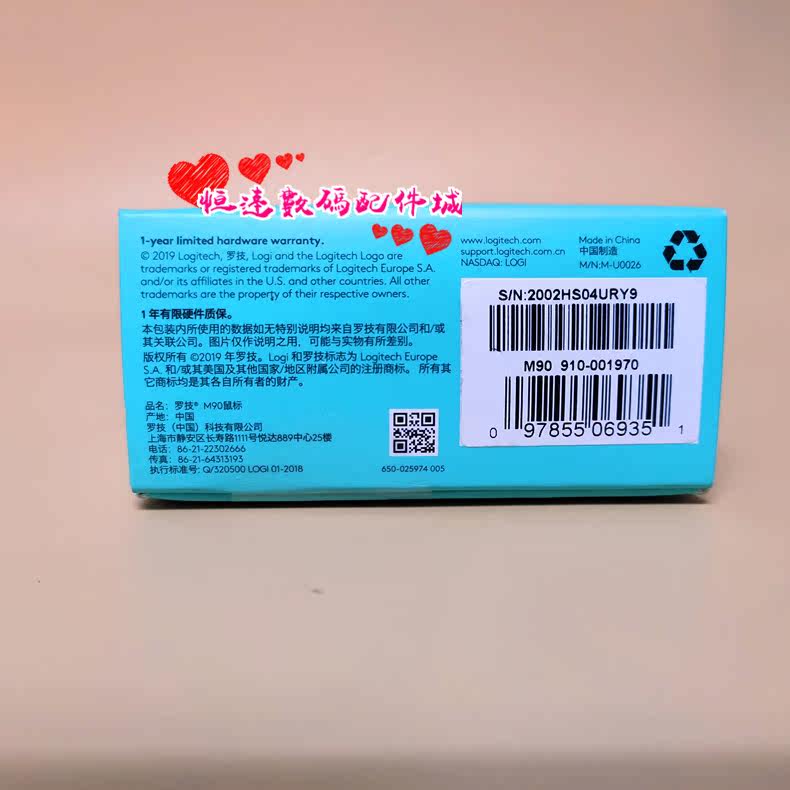 恒速數碼配件城
1-year limited hardware warranty.
© 2019 Logitech, 罗技, Logi and the Logitech Logo are
trademarks or registered trademarks of Logitech Europe S.A.
and/or its affiliates in the U.S. and other countries. All other
trademarks are the property of their respective owners.
1 年有限硬件质保。
本包装内所使用的数据如无特别说明均来自罗技有限公司和/或
其关联公司。图片仅作说明之用，可能与实物有所差别。
版权所有 ©2019 年罗技。Logi 和罗技标志为 Logitech Europe
S.A. 和/或其美国及其他国家/地区附属公司的注册商标。 所有其
它商标均是其各自所有者的财产。
品名：罗技® M90鼠标
产地：中国
罗技（中国）科技有限公司
上海市静安区长寿路1111号悦达889中心25楼
电话：86-21-22302666
传真：86-21-64313193
执行标准号: Q/320500 LOGI 01-2018
650-025974 005
www.logitech.com
support.logitech.com.cn
NASDAQ: LOGI
Made in China
中国制造
M/N:M-U0026
S/N:2002HS04URY9
M90 910-001970
0 97855 06935 1